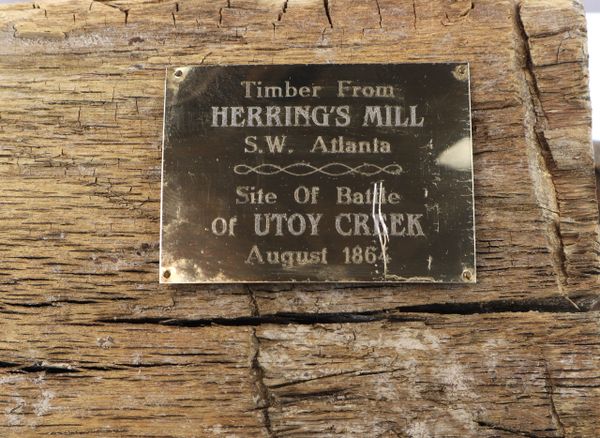 Timber From
HERRING'S MILL
S.W. Atlanta
Site Of Battle
of UTOY CREEK
August 1864